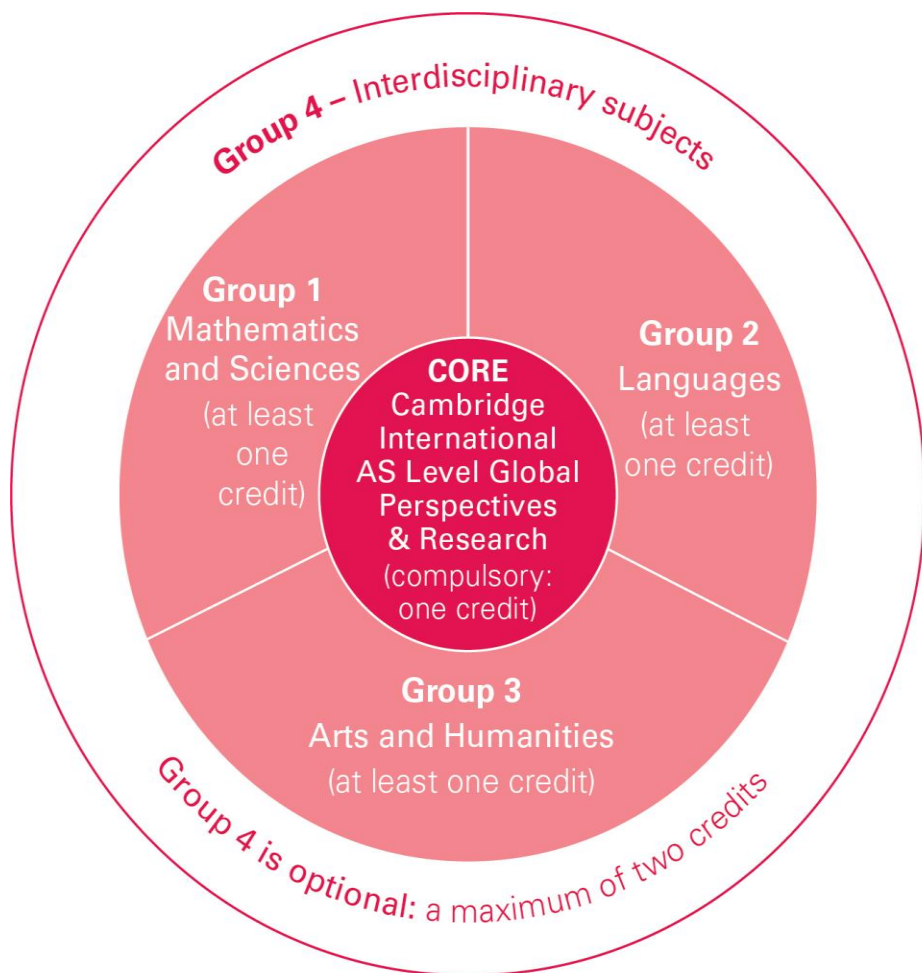 Group 4 – Interdisciplinary subjects
Group 1
Mathematics
and Sciences
(at least
one
credit)
CORE
Cambridge
International
AS Level Global
Perspectives
& Research
(compulsory:
one credit)
Group 2
Languages
(at least
one credit)
Group 3
Arts and Humanities
(at least one credit)
Group 4 is optional: a maximum of two credits